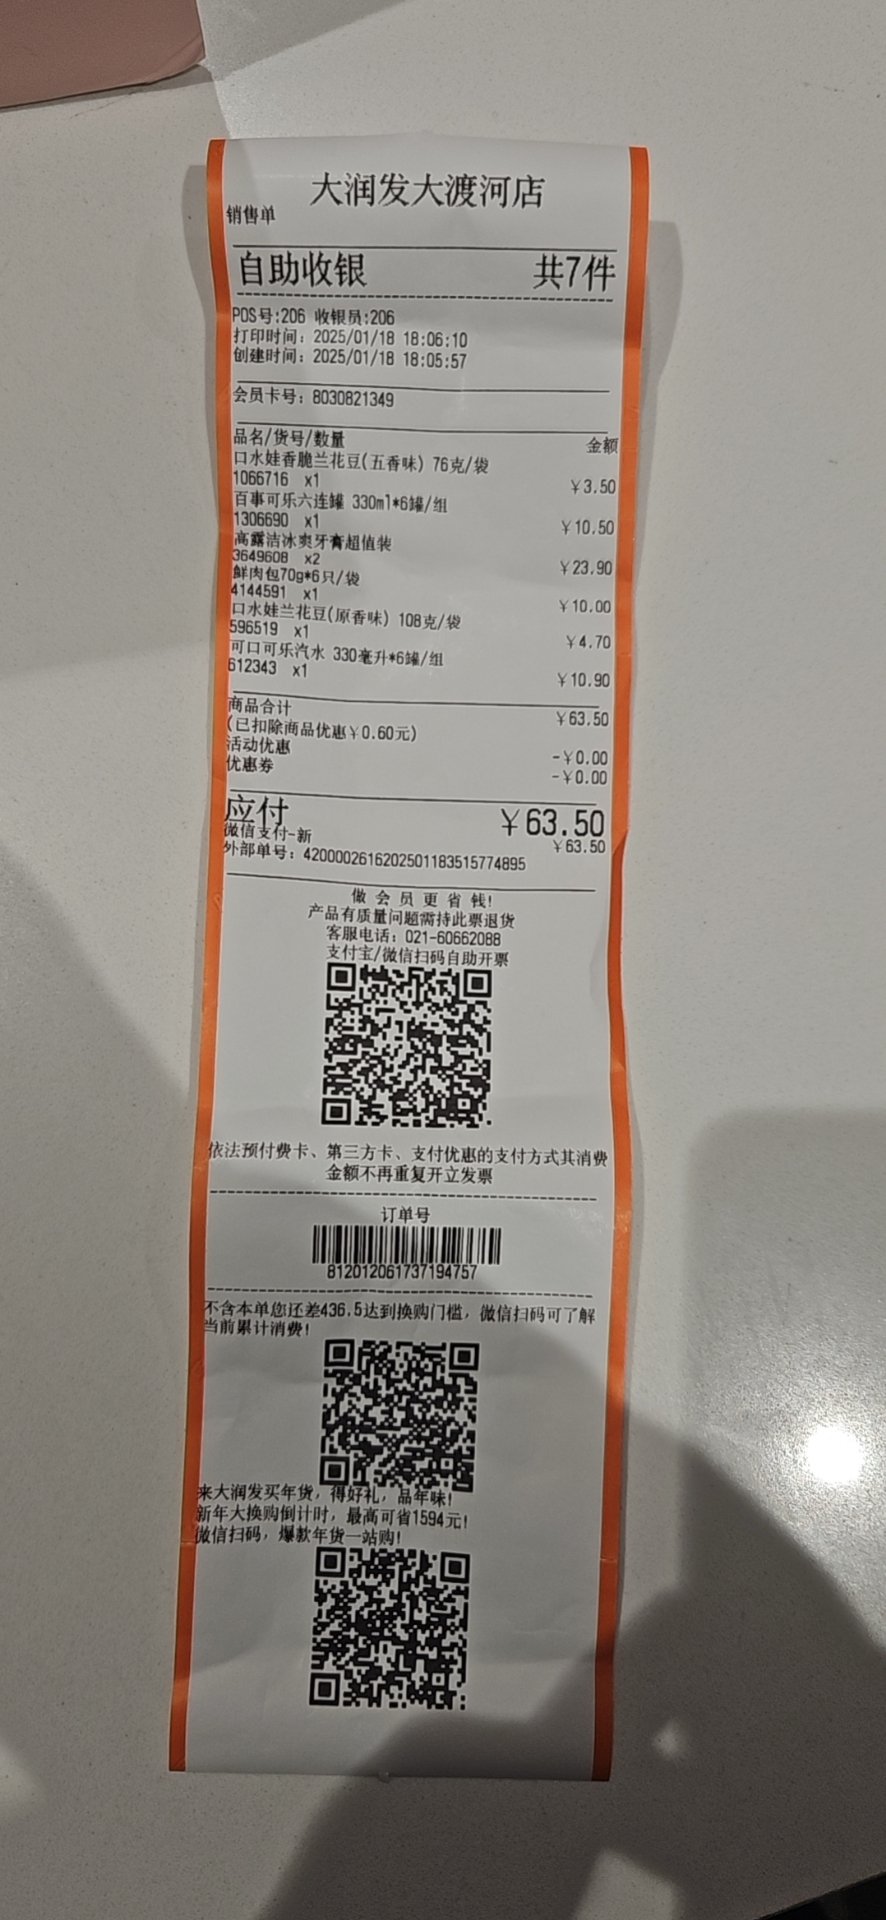 大润发大渡河店
销售单
自助收银 共7件
POS号:206 收银员:206
打印时间: 2025/01/18 18:06:10
创建时间: 2025/01/18 18:05:57
会员卡号: 8030821349
品名/货号/数量 金额
口水娃香脆兰花豆(五香味) 76克/袋
1066716 x1 ￥3.50
百事可乐六连罐 330ml*6罐/组
1306690 x1 ￥10.50
高露洁冰爽牙膏超值装
3649608 x2 ￥23.90
鲜肉包70g*6只/袋
4144591 x1 ￥10.00
口水娃兰花豆(原香味) 108克/袋
596519 x1 ￥4.70
可口可乐汽水 330毫升*6罐/组
612343 x1 ￥10.90
商品合计 ￥63.50
(已扣除商品优惠￥0.60元)
活动优惠 -￥0.00
优惠券 -￥0.00
应付 ￥63.50
微信支付-新 ￥63.50
外部单号: 4200002616202501183515774895
做会员更省钱!
产品有质量问题需持此票退货
客服电话: 021-60662088
支付宝/微信扫码自助开票
依法预付费卡、第三方卡、支付优惠的支付方式其消费
金额不再重复开立发票
订单号
812012061737194757
不含本单您还差436.5达到换购门槛, 微信扫码可了解
当前累计消费!
来大润发买年货, 得好礼, 品年味!
新年大换购倒计时, 最高可省1594元!
微信扫码, 爆款年货一站购!